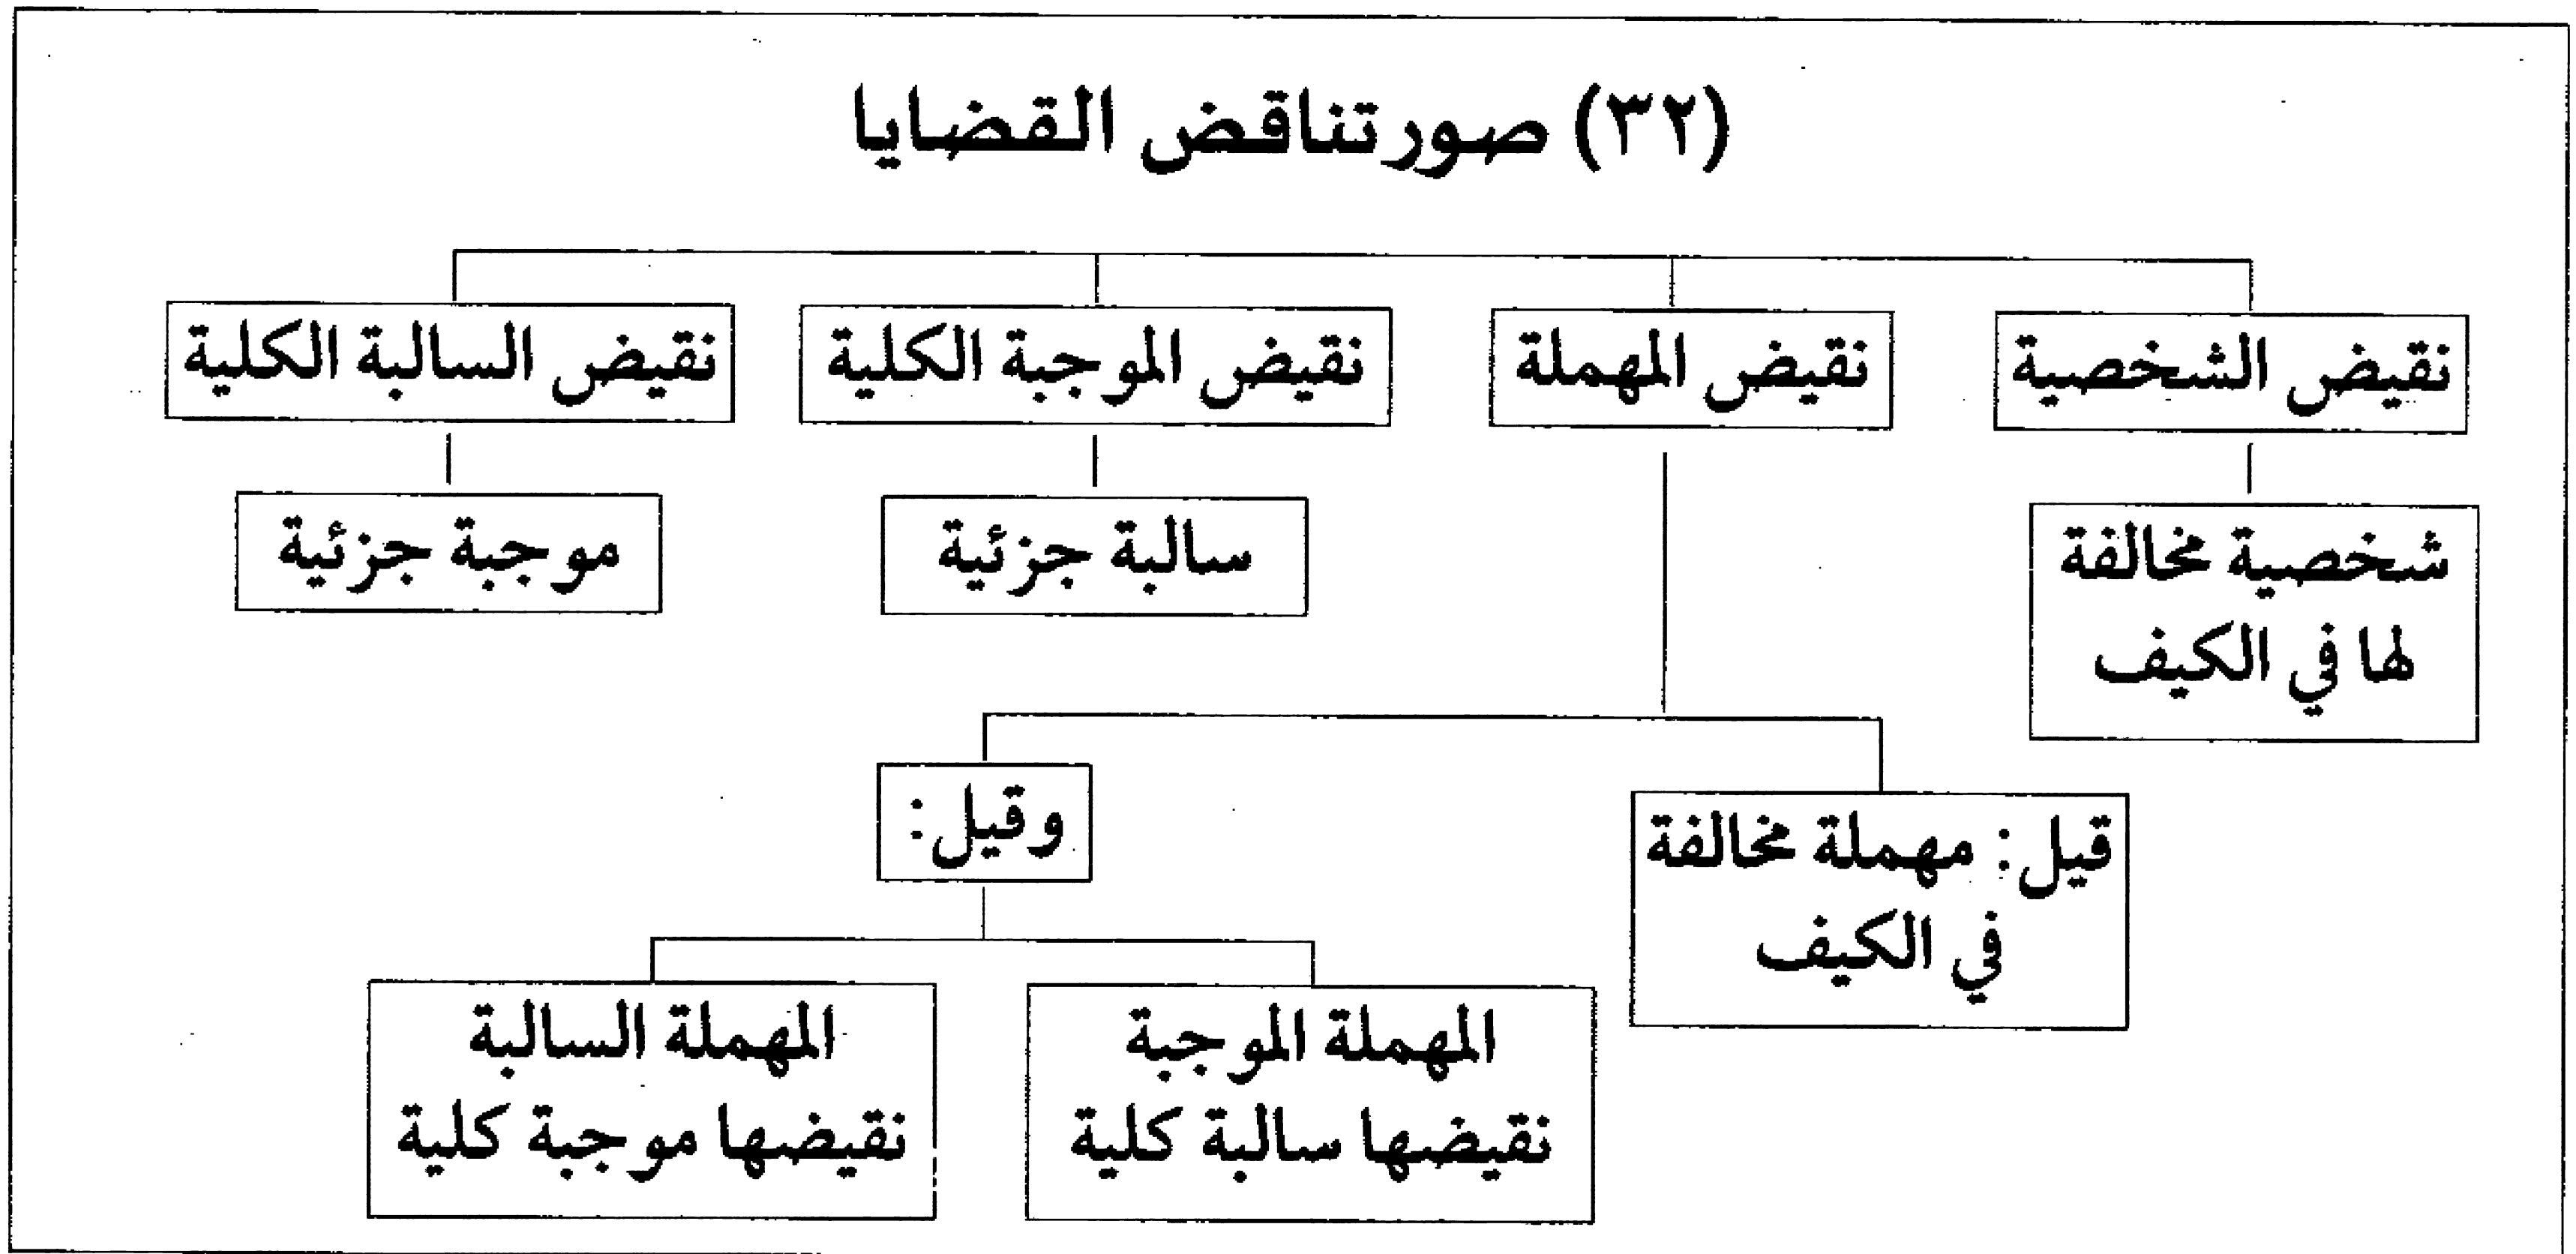 (٣٢) صور تناقض القضايا
نقيض الشخصية
نقيض المهملة
نقيض الموجبة الكلية
نقيض السالبة الكلية
شخصية مخالفة
لها في الكيف
سالبة جزئية
موجبة جزئية
قيل: مهملة مخالفة
في الكيف
وقيل:
المهملة الموجبة
نقيضها سالبة كلية
المهملة السالبة
نقيضها موجبة كلية